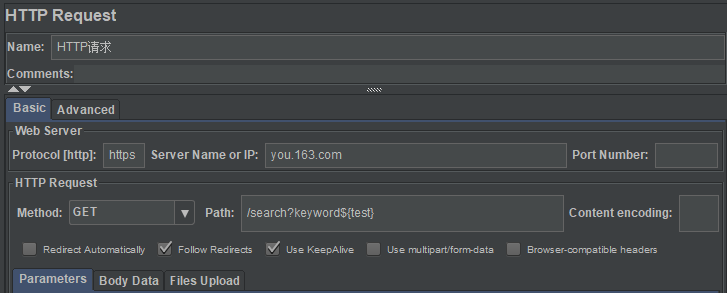 HTTP Request
Name: HTTP请求
Comments:
Basic Advanced
Web Server
Protocol [http]: https Server Name or IP: you.163.com Port Number:
HTTP Request
Method: GET Path: /search?keyword${test} Content encoding:
Redirect Automatically Follow Redirects Use KeepAlive Use multipart/form-data Browser-compatible headers
Parameters Body Data Files Upload